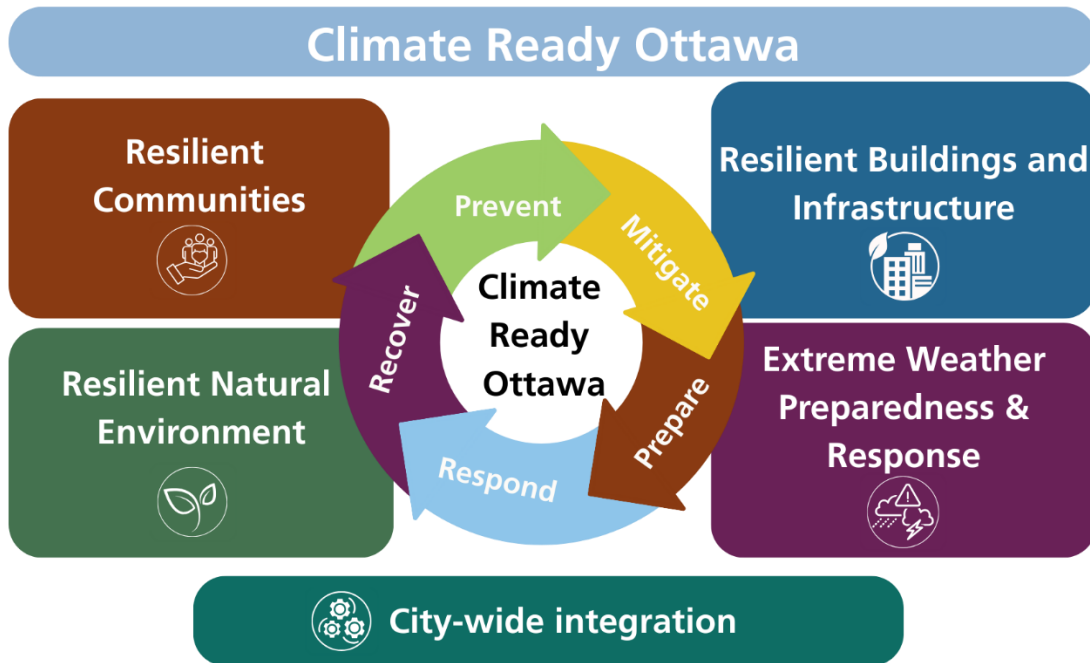 Climate Ready Ottawa
Resilient
Communities
Resilient Buildings and
Infrastructure
Resilient Natural
Environment
Extreme Weather
Preparedness &
Response
Prevent
Mitigate
Prepare
Respond
Recover
Climate
Ready
Ottawa
City-wide integration